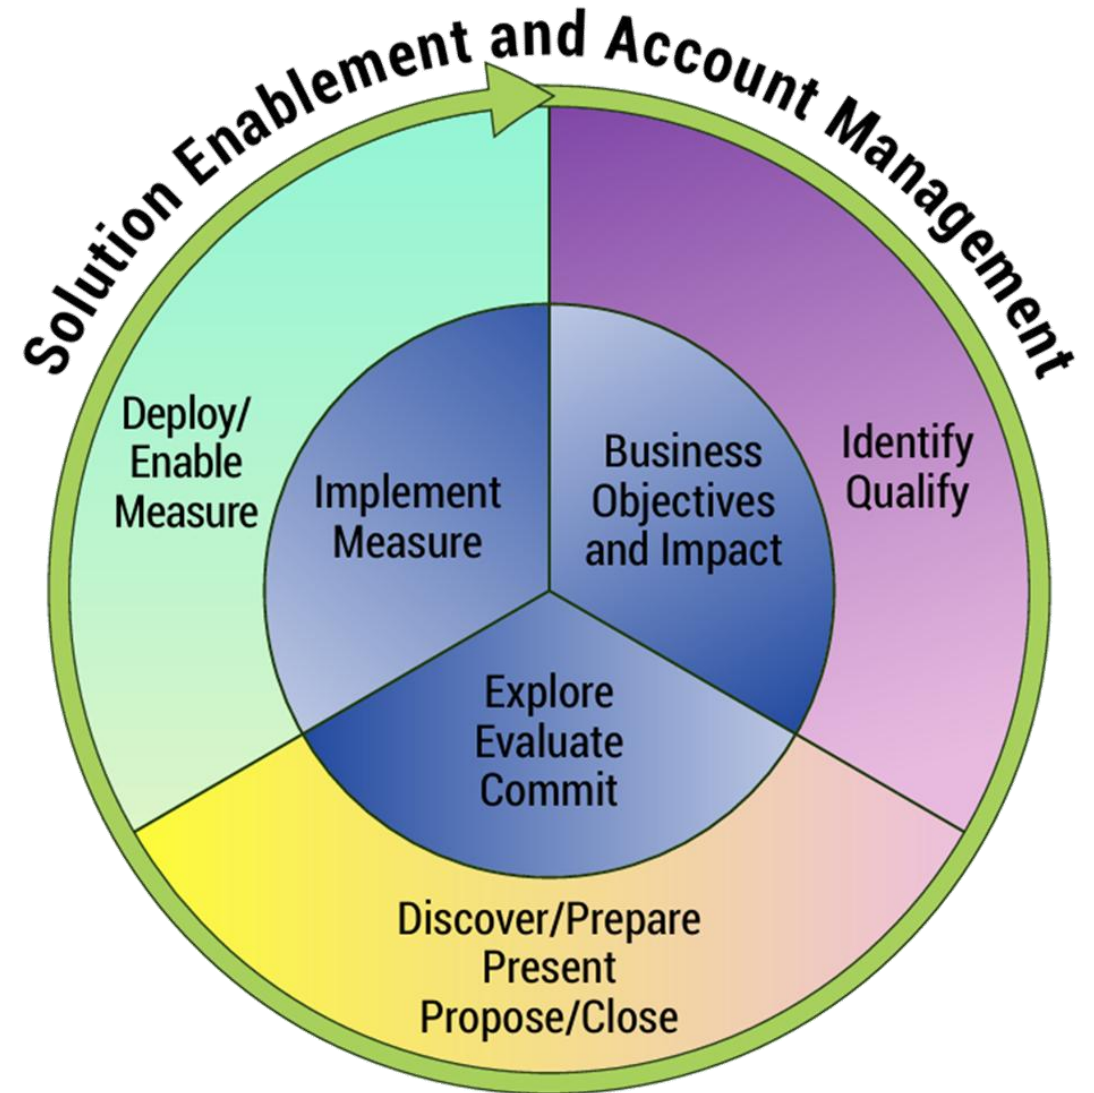 Solution Enablement and Account Management
Deploy/
Enable
Measure
Implement
Measure
Business
Objectives
and Impact
Identify
Qualify
Explore
Evaluate
Commit
Discover/Prepare
Present
Propose/Close